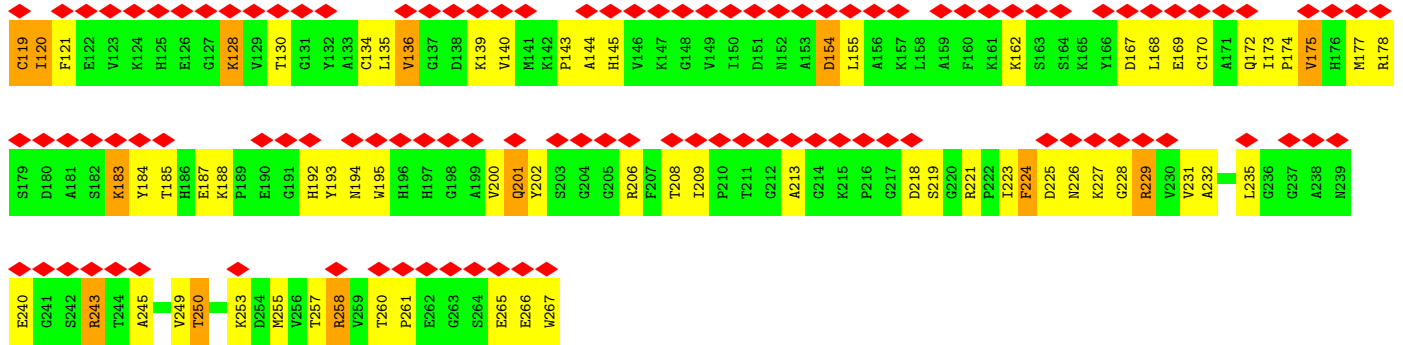 G119 I120 F121 E122 V123 K124 H125 E126 G127 K128 V129 T130 G131 Y132 A133 C134 L135 V136 G137 D138 K139 V140 M141 K142 P143 A144 H145 V146 K147 G148 V149 I150 D151 N152 A153 D154 L155 A156 K157 L158 A159 F160 K161 K162 S163 S164 K165 Y166 D167 L168 E169 C170 A171 Q172 I173 P174 V175 H176 M177 R178
S179 D180 A181 S182 K183 Y184 T185 H186 E187 K188 P189 E190 G191 H192 Y193 N194 W195 H196 H197 G198 A199 V200 Q201 Y202 S203 G204 G205 R206 F207 T208 I209 P210 T211 G212 A213 G214 K215 P216 G217 D218 S219 G220 R221 P222 I223 F224 D225 N226 K227 G228 R229 V230 V231 A232 L235 G236 G237 A238 N239
E240 G241 S242 R243 T244 A245 V249 T250 K253 D254 M255 V256 T257 R258 V259 T260 P261 E262 G263 S264 E265 E266 W267